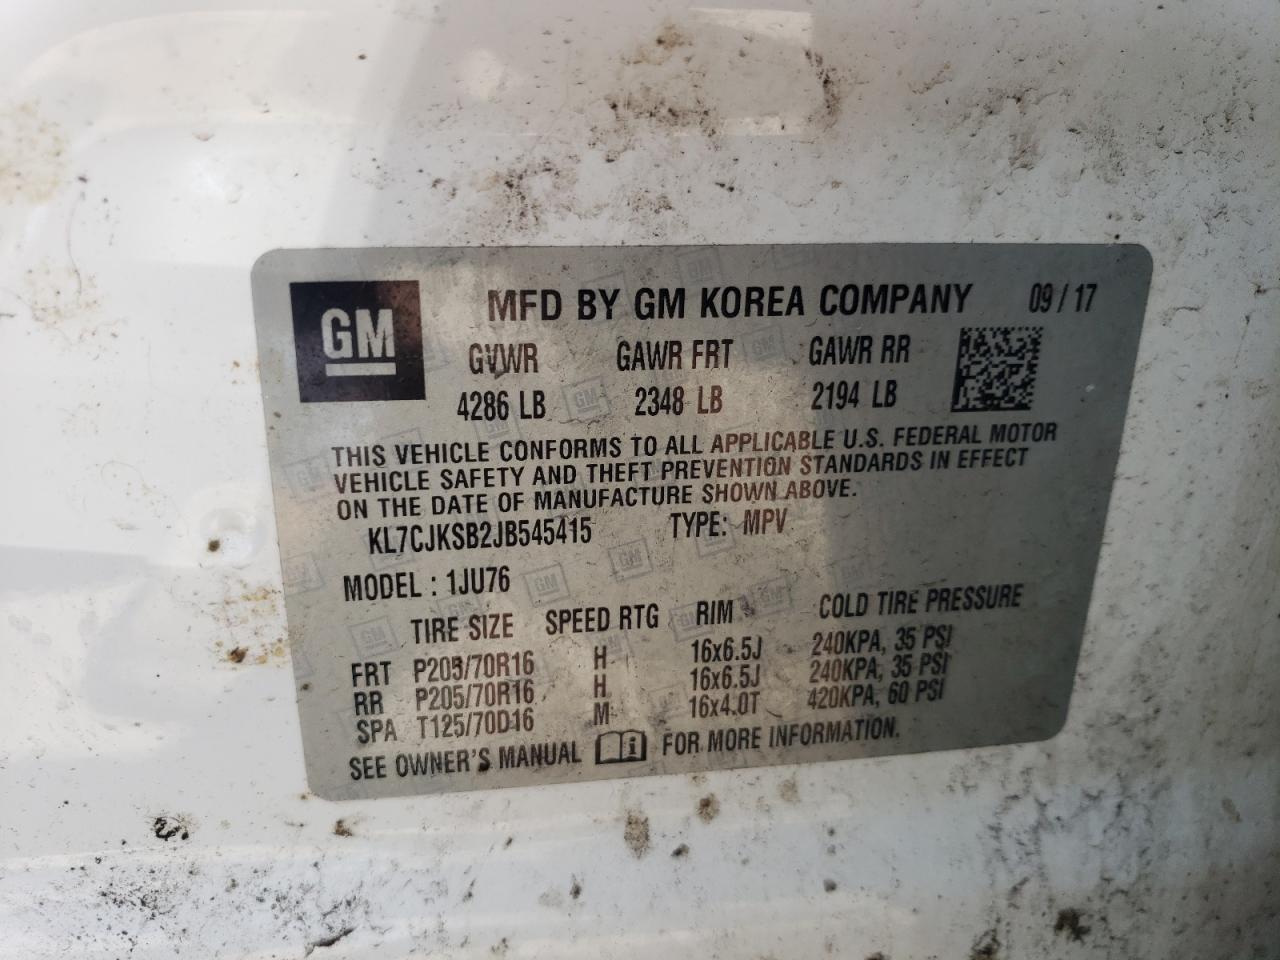 GM
MFD BY GM KOREA COMPANY 09 / 17
GVWR GAWR FRT GAWR RR
4286 LB 2348 LB 2194 LB
THIS VEHICLE CONFORMS TO ALL APPLICABLE U.S. FEDERAL MOTOR
VEHICLE SAFETY AND THEFT PREVENTION STANDARDS IN EFFECT
ON THE DATE OF MANUFACTURE SHOWN ABOVE.
KL7CJKSB2JB545415 TYPE: MPV
MODEL : 1JU76
TIRE SIZE SPEED RTG RIM COLD TIRE PRESSURE
FRT P205/70R16 H 16x6.5J 240KPA, 35 PSI
RR P205/70R16 H 16x6.5J 240KPA, 35 PSI
SPA T125/70D16 M 16x4.0T 420KPA, 60 PSI
SEE OWNER'S MANUAL FOR MORE INFORMATION.